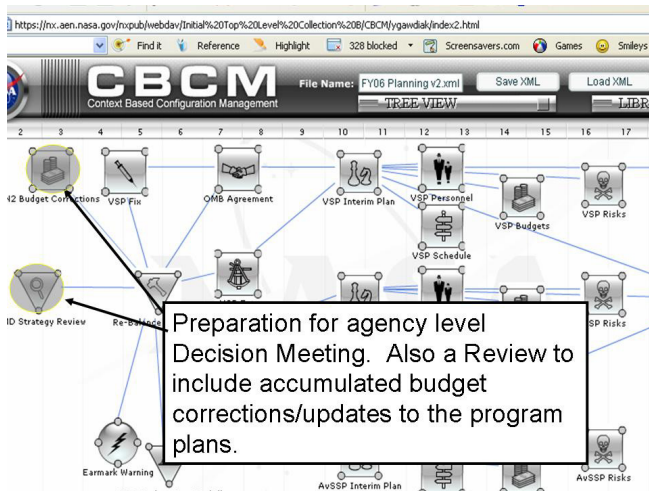 https://nx.aen.nasa.gov/nxpub/webdav/Initial%20Top%20Level%20Collection%20B/CBCM/ygawdiak/index2.html
Find it Reference Highlight 328 blocked Screensavers.com Games Smileys
CBCM
Context Based Configuration Management
File Name: FY06 Planning v2.xml Save XML Load XML
TREE VIEW LIBR
2 3 4 5 6 7 8 9 10 11 12 13 14 15 16 17
N2 Budget Corrections VSP Fix OMB Agreement VSP Interim Plan VSP Personnel VSP Budgets VSP Risks
VSP Schedule
Strategy Review
SP Risks
Preparation for agency level
Decision Meeting. Also a Review to
include accumulated budget
corrections/updates to the program
plans.
Earmark Warning
AvSSP Interim Plan
AvSSP Risks